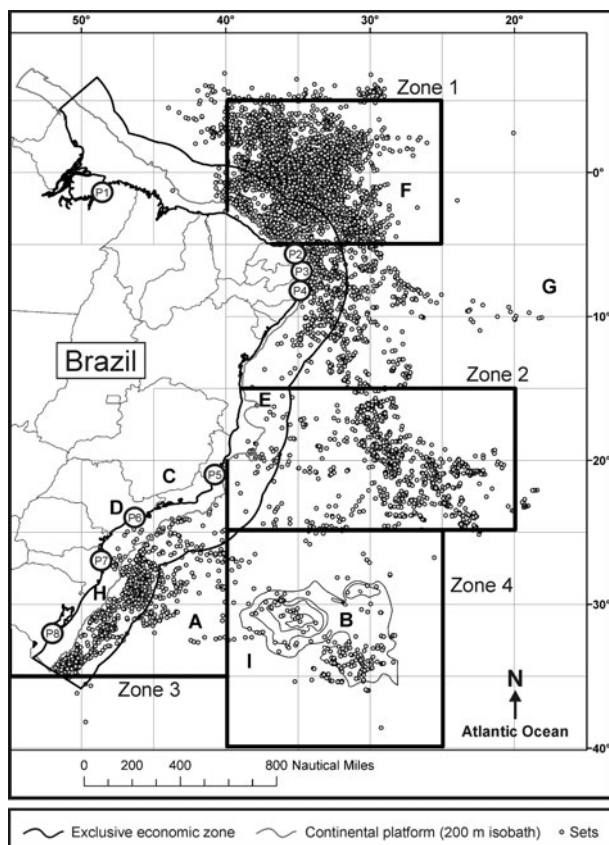 50° 40° 30° 20°
Zone 1
P1
0°
F
P2
P3
P4
G
10°
Brazil
Zone 2
E
C
P5
20°
D
P6
P7
Zone 4
H
30°
A
B
P8
I
Zone 3
N
Atlantic Ocean
40°
0 400 800 Nautical Miles
200 600
Exclusive economic zone Continental platform (200 m isobath) Sets